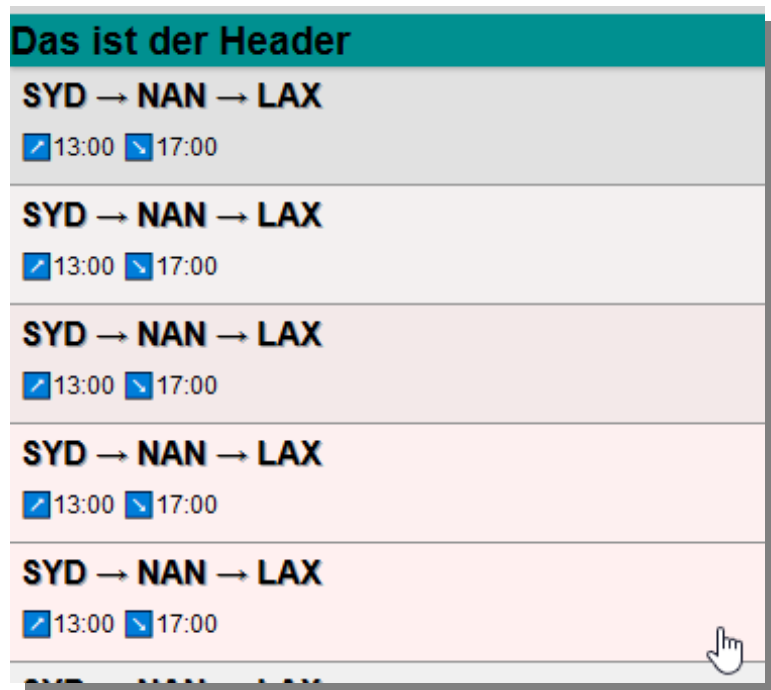 Das ist der Header
SYD → NAN → LAX
↗13:00 ↘17:00
SYD → NAN → LAX
↗13:00 ↘17:00
SYD → NAN → LAX
↗13:00 ↘17:00
SYD → NAN → LAX
↗13:00 ↘17:00
SYD → NAN → LAX
↗13:00 ↘17:00